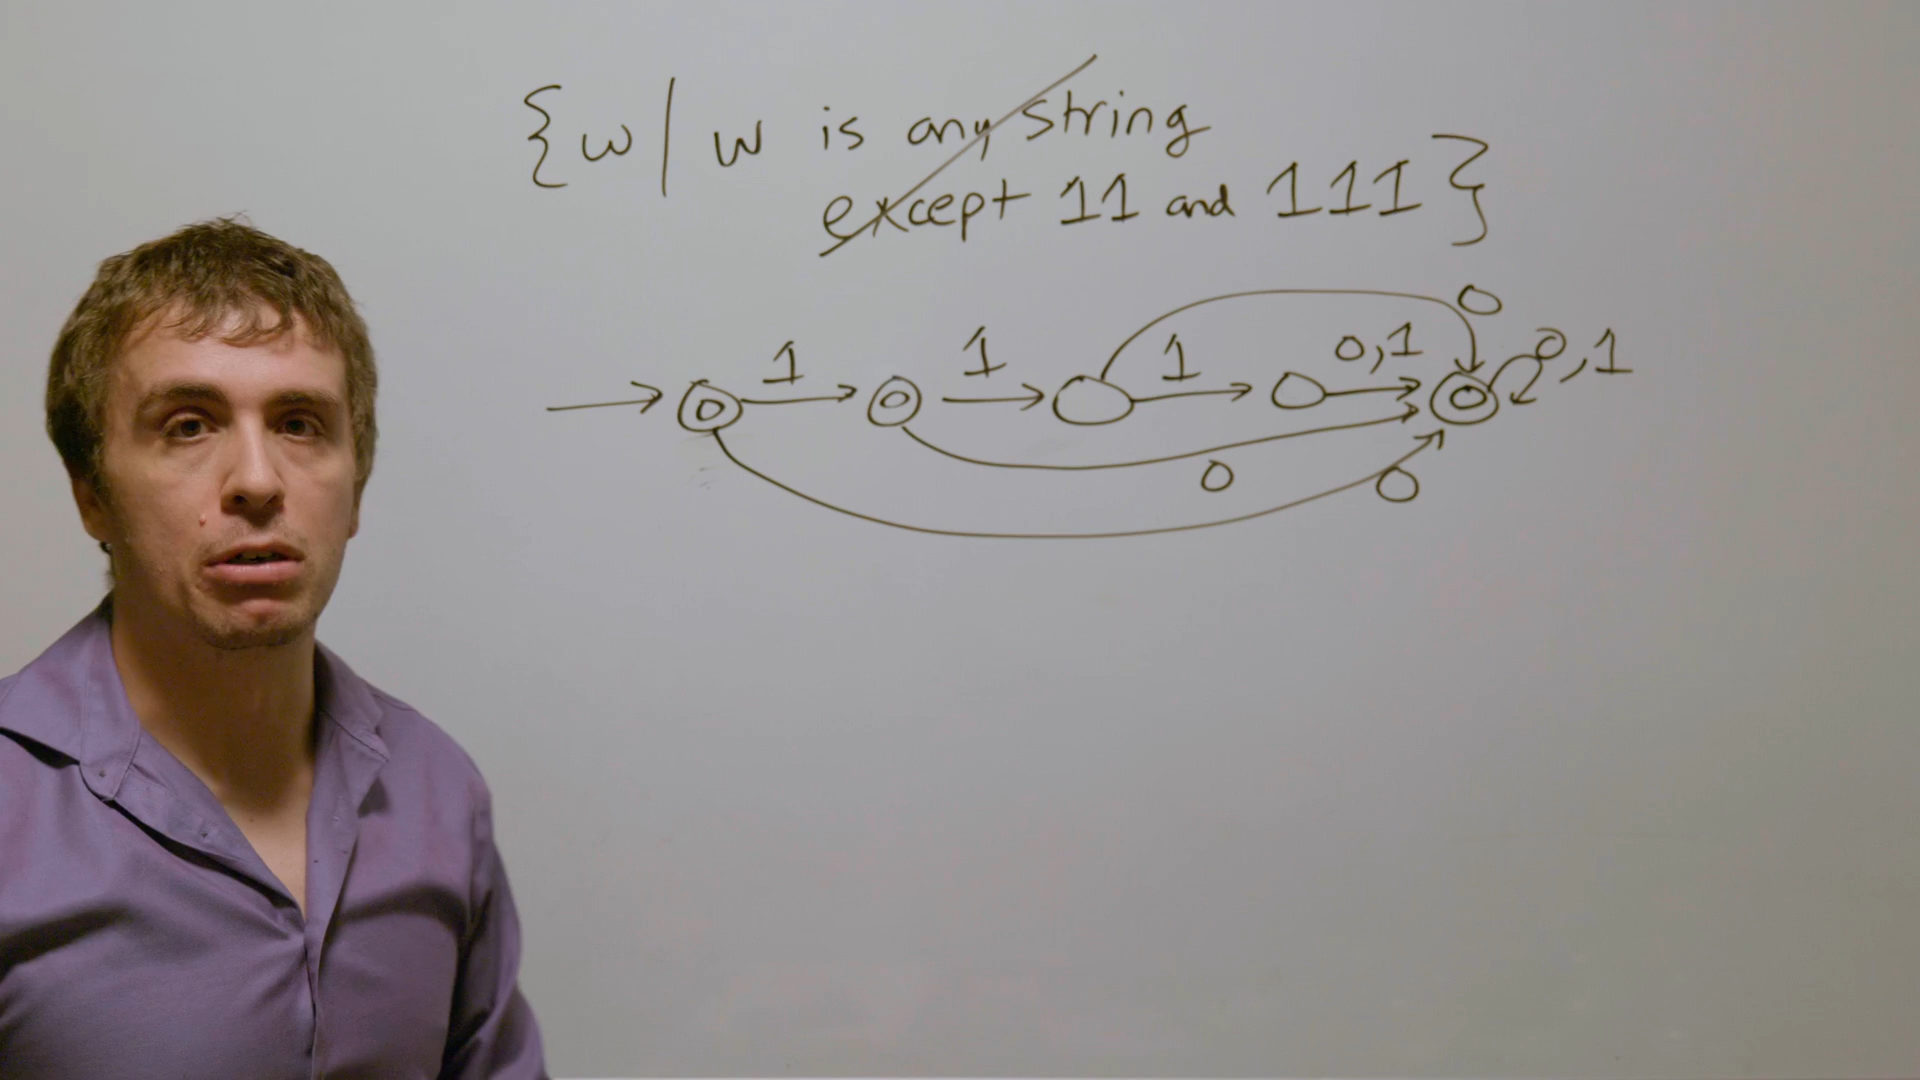 {w | w is any string
except 11 and 111}
0
1 1 1 0,1 0,1
0 0